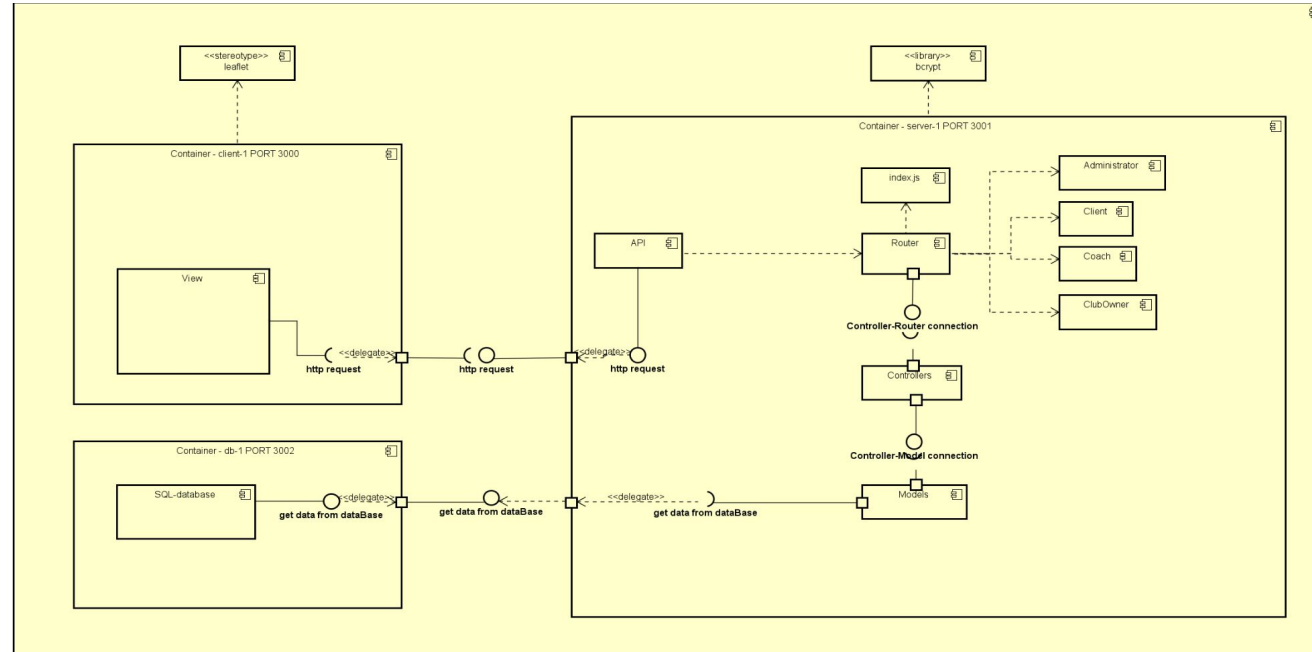 <<stereotype>>
leaflet
<<library>>
bcrypt
Container - client-1 PORT 3000
View
<<delegate>>
http request
http request
Container - server-1 PORT 3001
index.js
Administrator
Client
Coach
ClubOwner
API
Router
<<delegate>>
http request
Controller-Router connection
Controllers
Controller-Model connection
Models
Container - db-1 PORT 3002
SQL-database
<<delegate>>
get data from dataBase
get data from dataBase
<<delegate>>
get data from dataBase